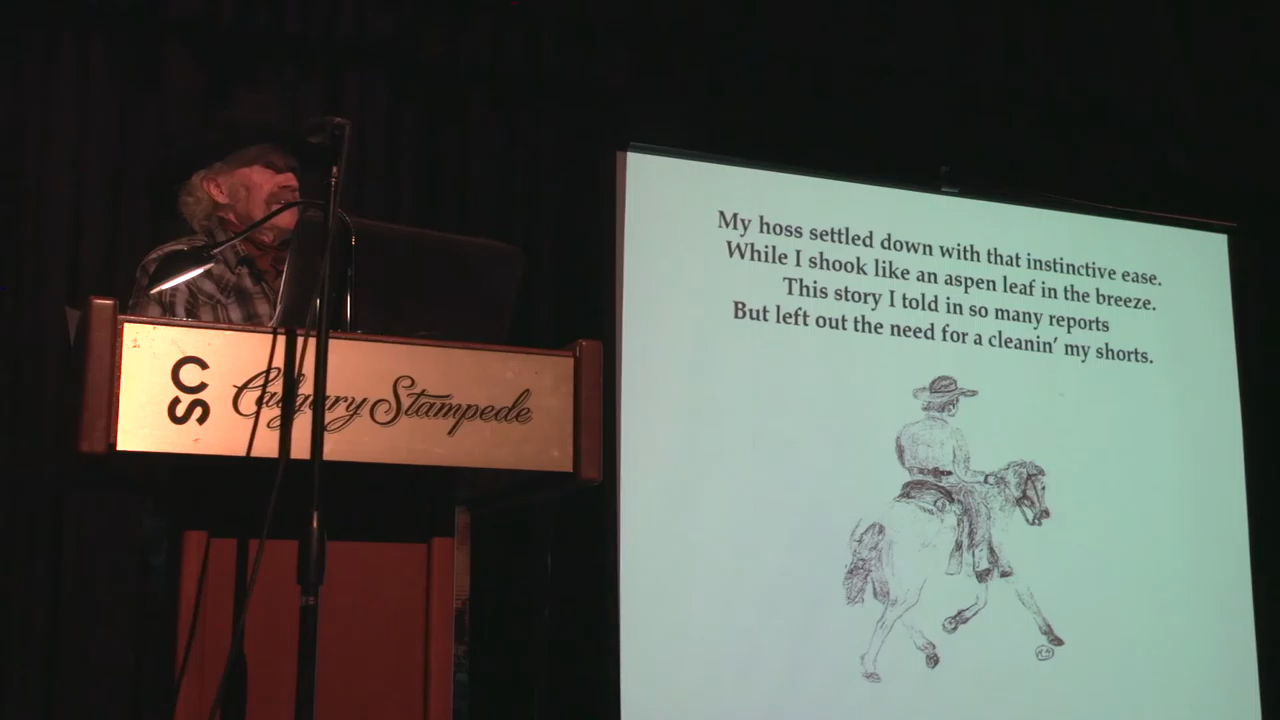 My hoss settled down with that instinctive ease.
While I shook like an aspen leaf in the breeze.
This story I told in so many reports
But left out the need for a cleanin’ my shorts.
SC
Calgary Stampede